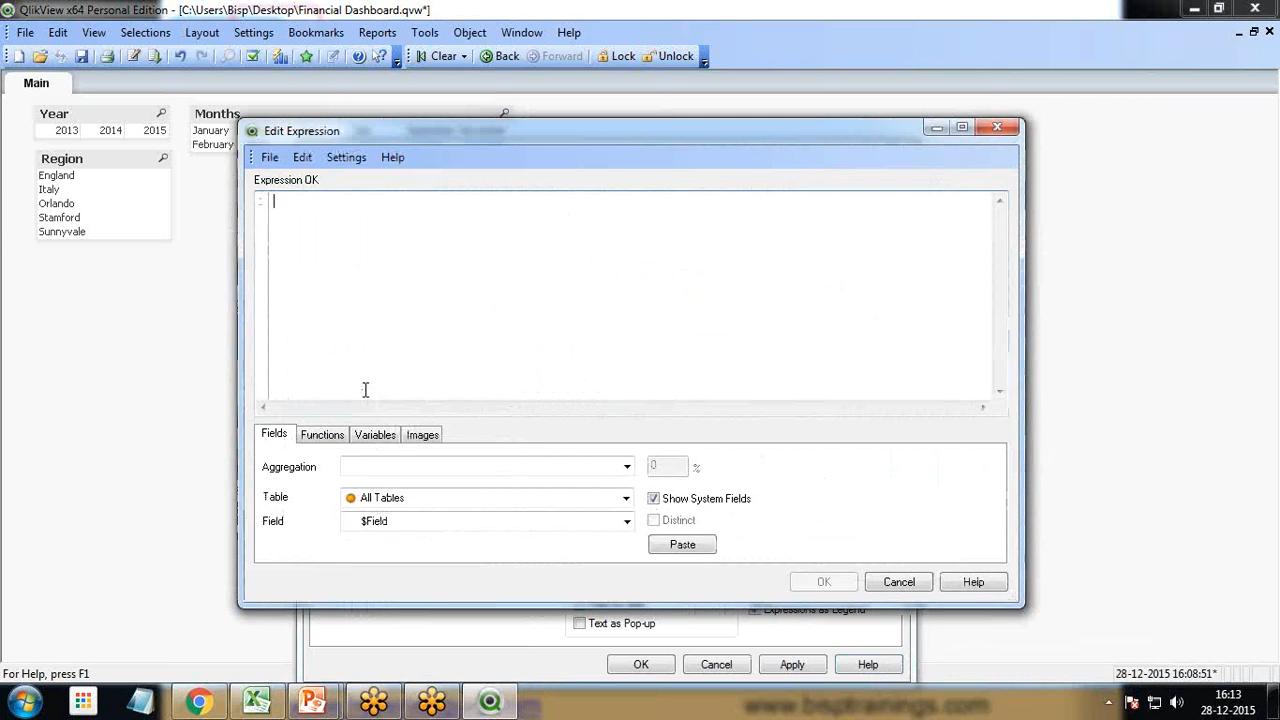 QlikView x64 Personal Edition - [C:\Users\Bisp\Desktop\Financial Dashboard.qvw*]
File Edit View Selections Layout Settings Bookmarks Reports Tools Object Window Help
Clear Back Forward Lock Unlock
Main
Year
2013 2014 2015
Region
England
Italy
Orlando
Stamford
Sunnyvale
Months
January
February
Edit Expression
File Edit Settings Help
Expression OK
Fields Functions Variables Images
Aggregation 0 %
Table All Tables Show System Fields
Field $Field Distinct
Paste
OK Cancel Help
Expressions as Legend
Text as Pop-up
OK Cancel Apply Help
For Help, press F1 28-12-2015 16:08:51*
16:13
28-12-2015
www.bisptrainings.com